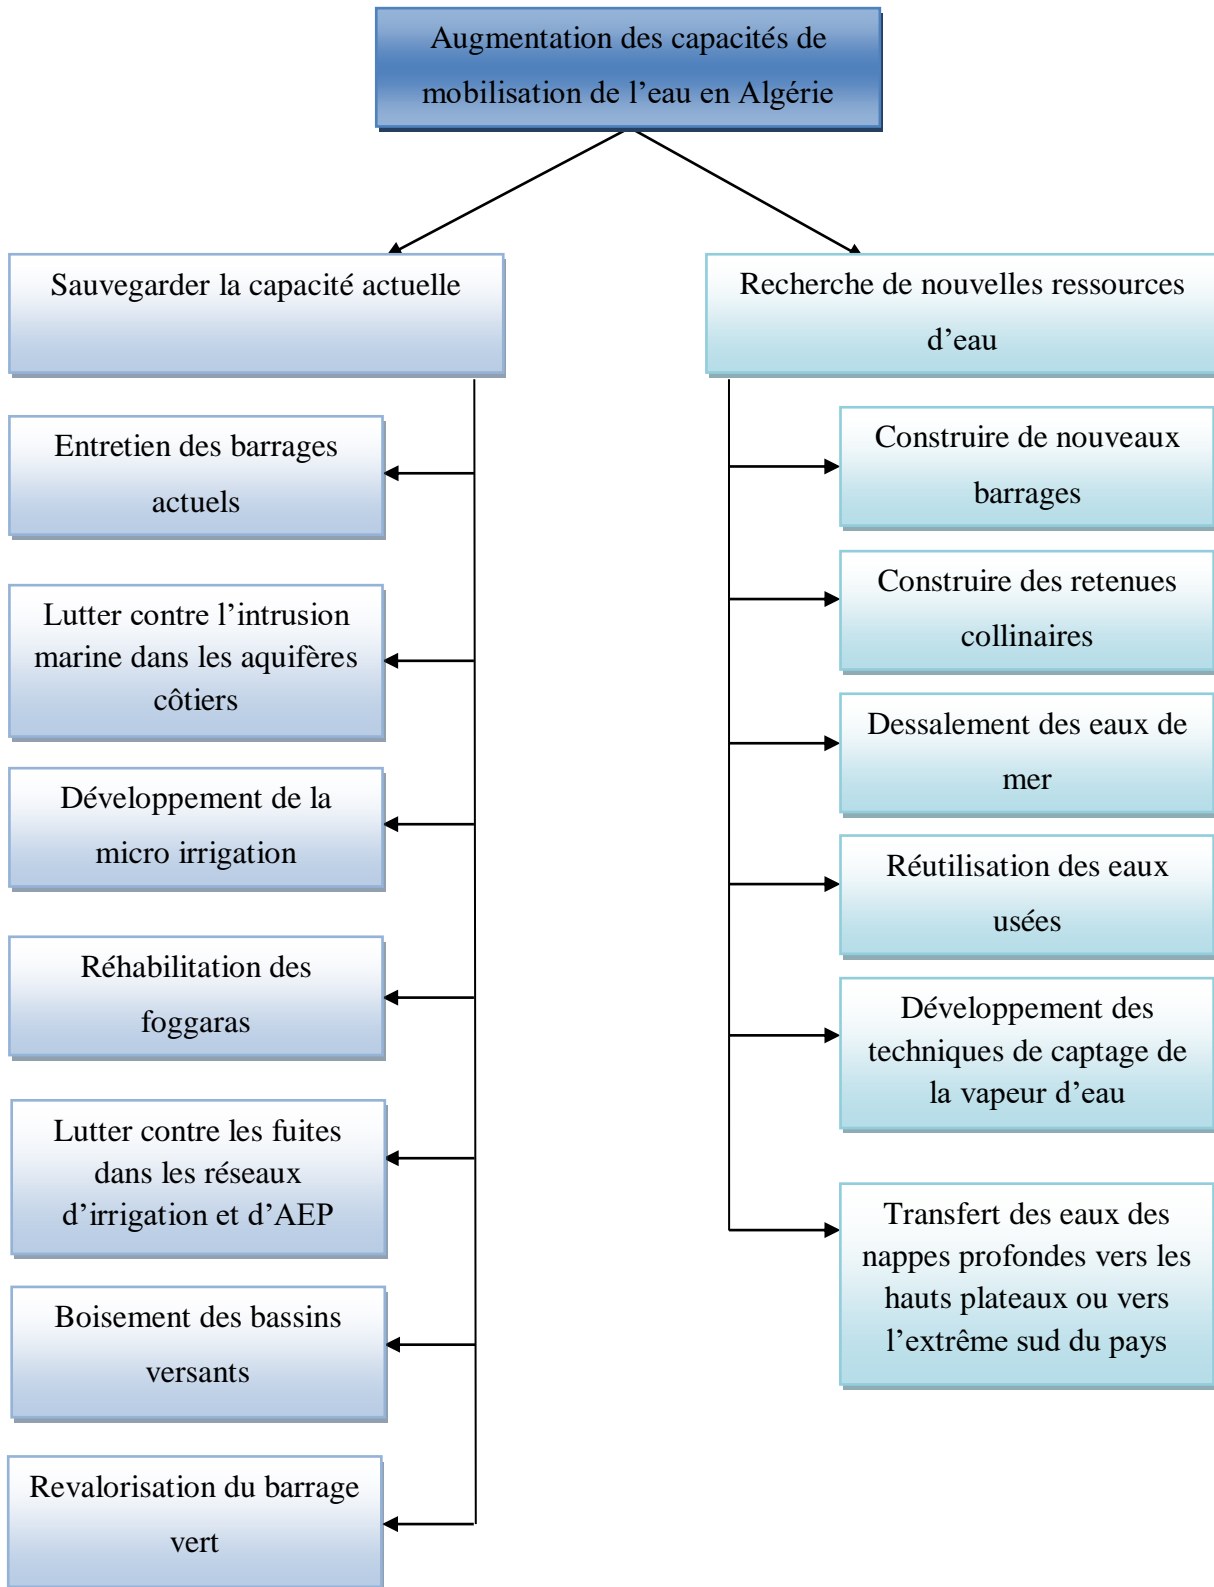 Augmentation des capacités de
mobilisation de l’eau en Algérie
Sauvegarder la capacité actuelle
Entretien des barrages
actuels
Lutter contre l’intrusion
marine dans les aquifères
côtiers
Développement de la
micro irrigation
Réhabilitation des
foggaras
Lutter contre les fuites
dans les réseaux
d’irrigation et d’AEP
Boisement des bassins
versants
Revalorisation du barrage
vert
Recherche de nouvelles ressources
d’eau
Construire de nouveaux
barrages
Construire des retenues
collinaires
Dessalement des eaux de
mer
Réutilisation des eaux
usées
Développement des
techniques de captage de
la vapeur d’eau
Transfert des eaux des
nappes profondes vers les
hauts plateaux ou vers
l’extrême sud du pays